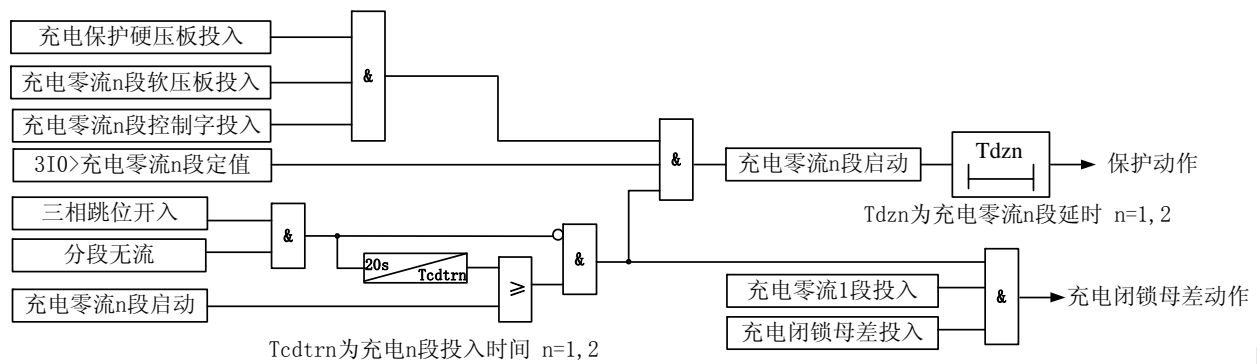 充电保护硬压板投入
&
充电零流n段软压板投入
充电零流n段控制字投入
3I0>充电零流n段定值
&
充电零流n段启动
Tdzn
保护动作
Tdzn为充电零流n段延时 n=1,2
三相跳位开入
&
分段无流
20s
Tcdtrn
≥
&
充电零流n段启动
充电零流1段投入
&
充电闭锁母差动作
充电闭锁母差投入
Tcdtrn为充电n段投入时间 n=1,2